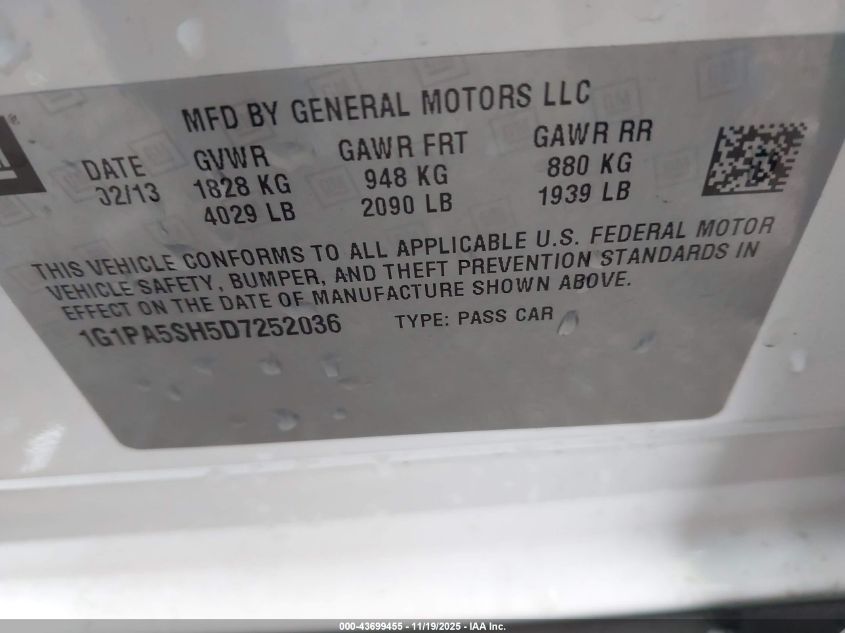 MFD BY GENERAL MOTORS LLC
DATE GVWR GAWR FRT GAWR RR
02/13 1828 KG 948 KG 880 KG
4029 LB 2090 LB 1939 LB
THIS VEHICLE CONFORMS TO ALL APPLICABLE U.S. FEDERAL MOTOR
VEHICLE SAFETY, BUMPER, AND THEFT PREVENTION STANDARDS IN
EFFECT ON THE DATE OF MANUFACTURE SHOWN ABOVE.
1G1PA5SH5D7252036 TYPE: PASS CAR
000-43699455 - 11/19/2025 - IAA Inc.